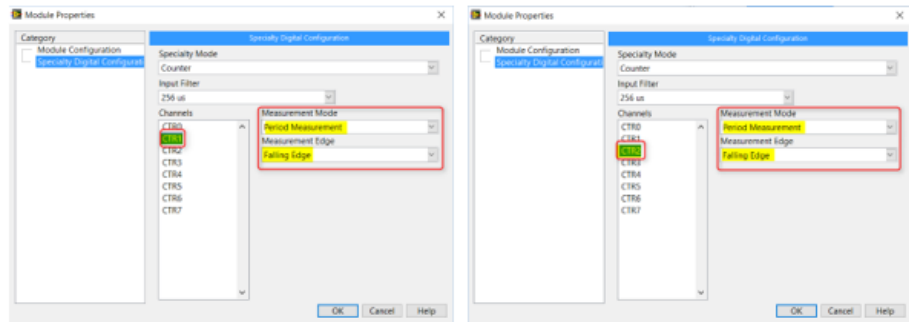 Module Properties
Category
Module Configuration
Specialty Digital Configurati
Specialty Digital Configuration
Specialty Mode
Counter
Input Filter
256 us
Channels
CTR0
CTR1
CTR2
CTR3
CTR4
CTR5
CTR6
CTR7
Measurement Mode
Period Measurement
Measurement Edge
Falling Edge
OK Cancel Help
Module Properties
Category
Module Configuration
Specialty Digital Configurati
Specialty Digital Configuration
Specialty Mode
Counter
Input Filter
256 us
Channels
CTR0
CTR1
CTR2
CTR3
CTR4
CTR5
CTR6
CTR7
Measurement Mode
Period Measurement
Measurement Edge
Falling Edge
OK Cancel Help